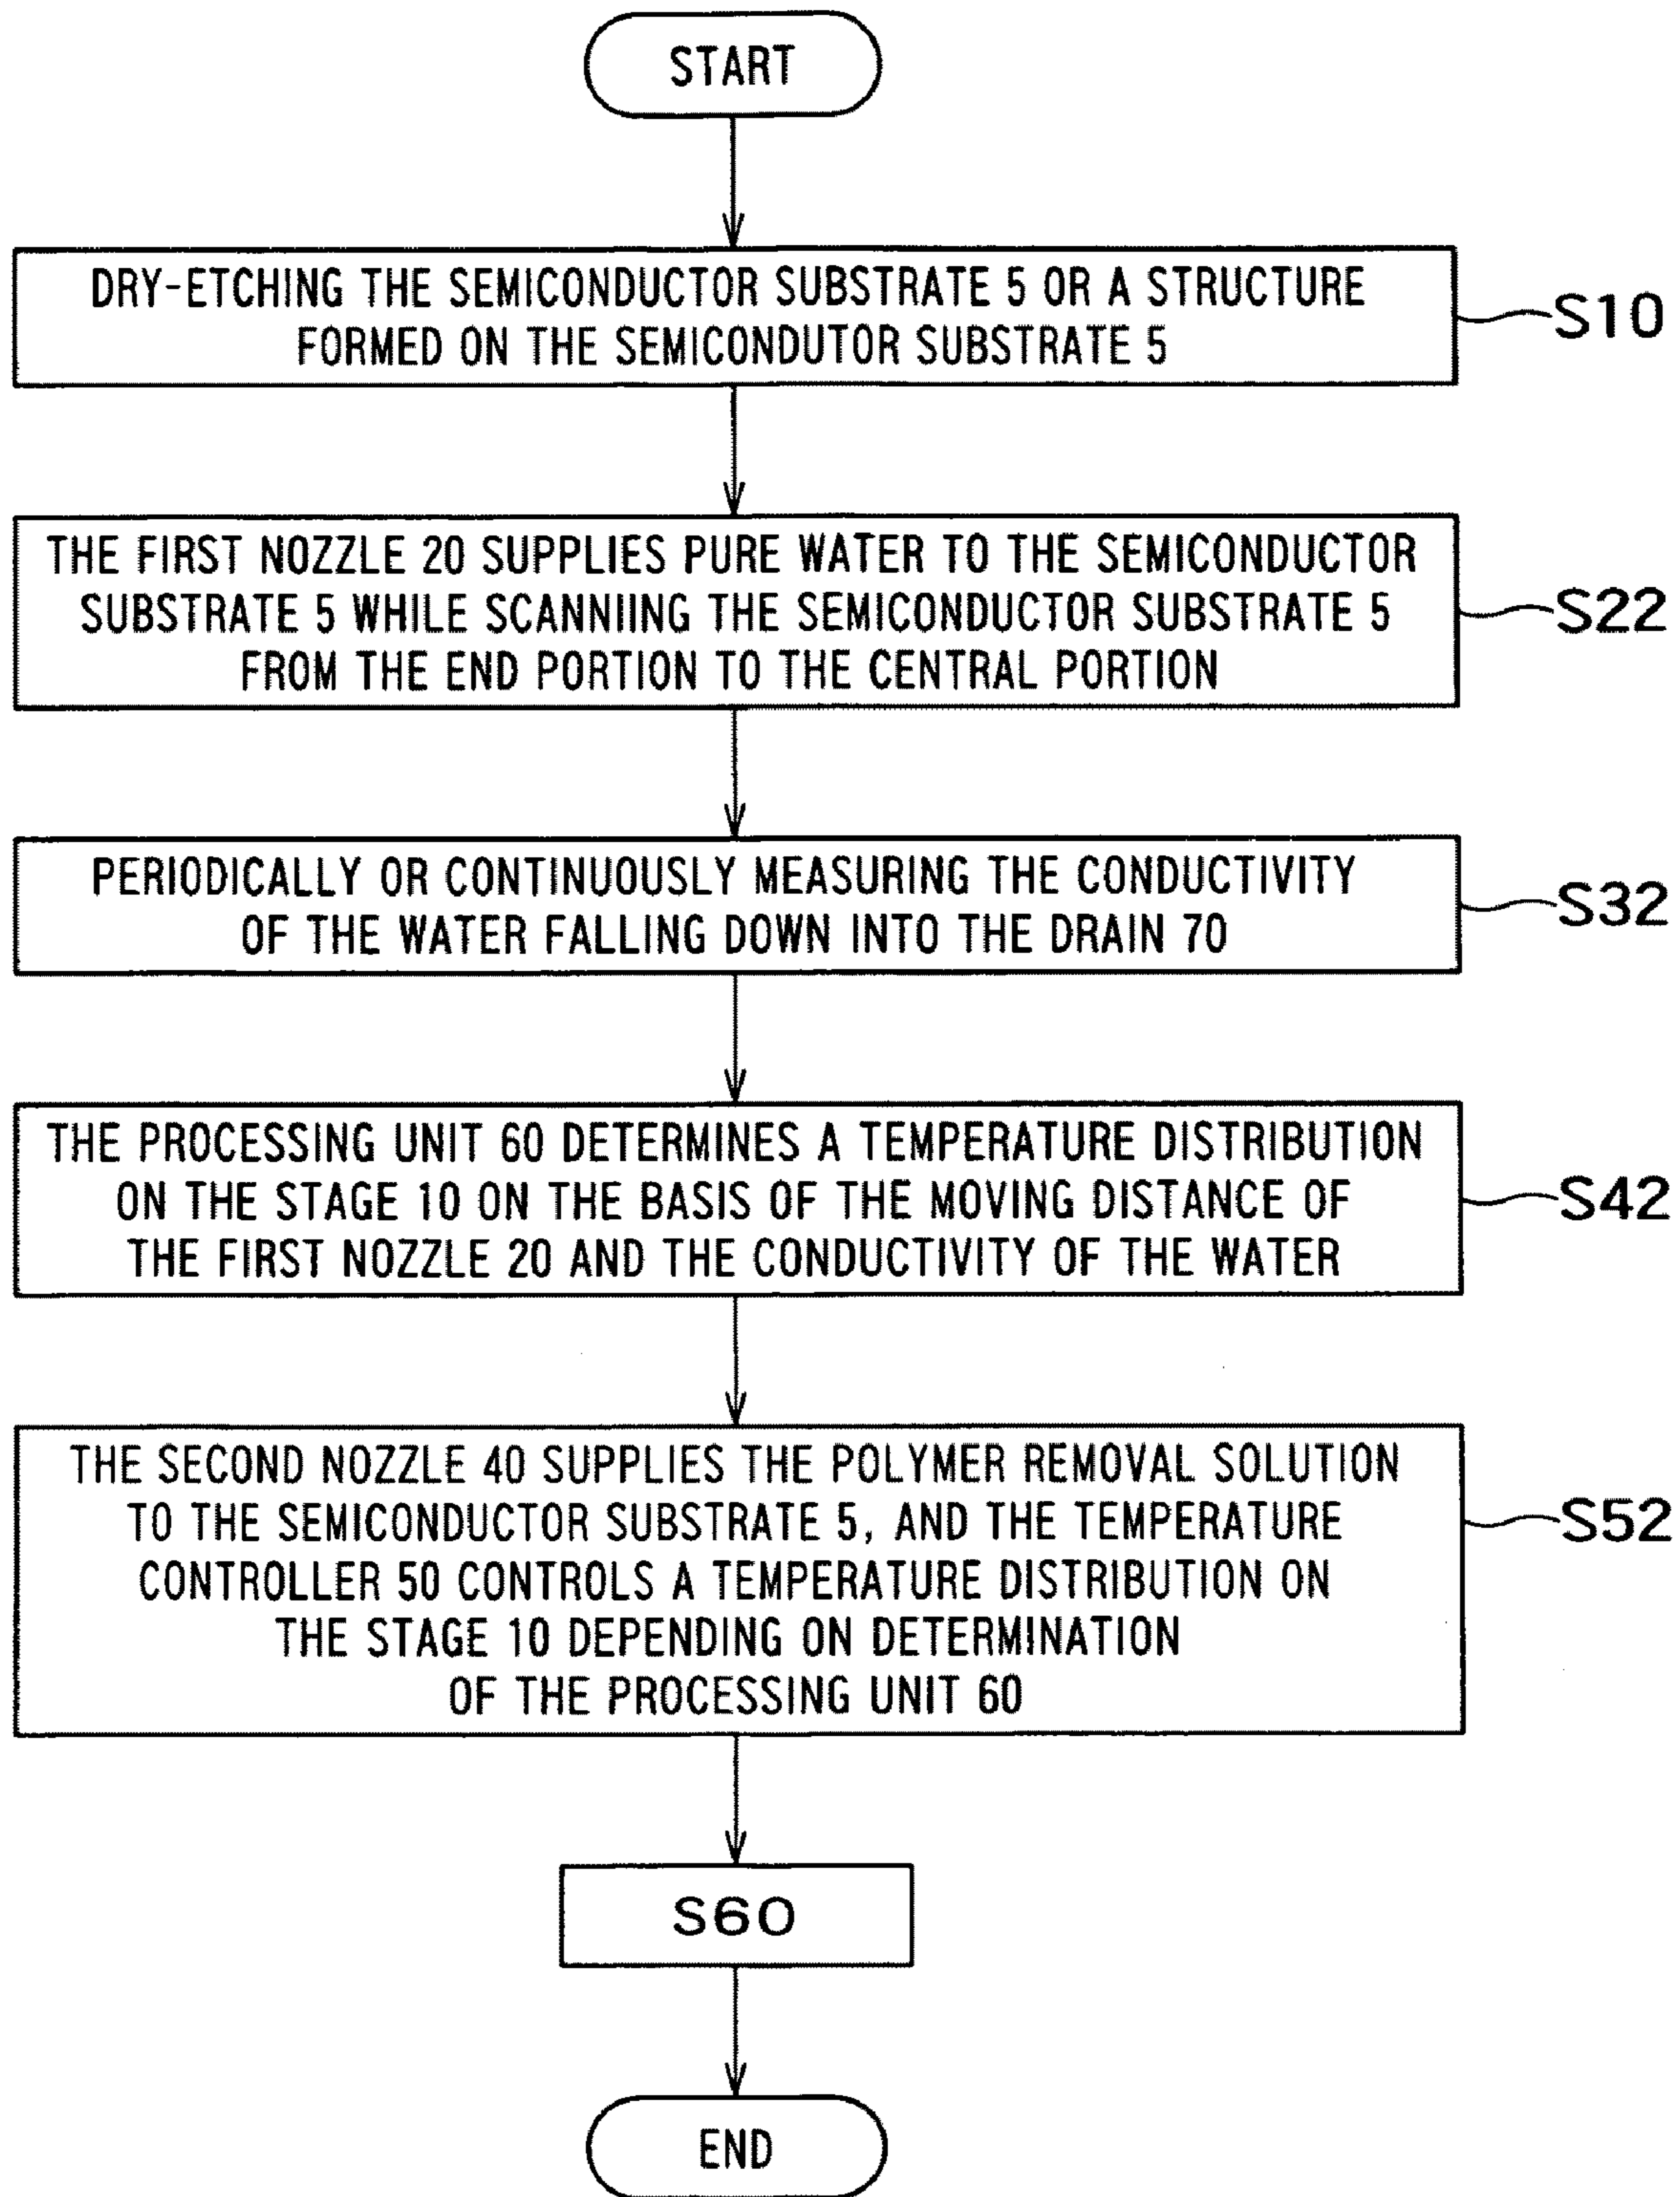 START
DRY-ETCHING THE SEMICONDUCTOR SUBSTRATE 5 OR A STRUCTURE
FORMED ON THE SEMICONDUTOR SUBSTRATE 5
S10
THE FIRST NOZZLE 20 SUPPLIES PURE WATER TO THE SEMICONDUCTOR
SUBSTRATE 5 WHILE SCANNIING THE SEMICONDUCTOR SUBSTRATE 5
FROM THE END PORTION TO THE CENTRAL PORTION
S22
PERIODICALLY OR CONTINUOUSLY MEASURING THE CONDUCTIVITY
OF THE WATER FALLING DOWN INTO THE DRAIN 70
S32
THE PROCESSING UNIT 60 DETERMINES A TEMPERATURE DISTRIBUTION
ON THE STAGE 10 ON THE BASIS OF THE MOVING DISTANCE OF
THE FIRST NOZZLE 20 AND THE CONDUCTIVITY OF THE WATER
S42
THE SECOND NOZZLE 40 SUPPLIES THE POLYMER REMOVAL SOLUTION
TO THE SEMICONDUCTOR SUBSTRATE 5, AND THE TEMPERATURE
CONTROLLER 50 CONTROLS A TEMPERATURE DISTRIBUTION ON
THE STAGE 10 DEPENDING ON DETERMINATION
OF THE PROCESSING UNIT 60
S52
S60
END